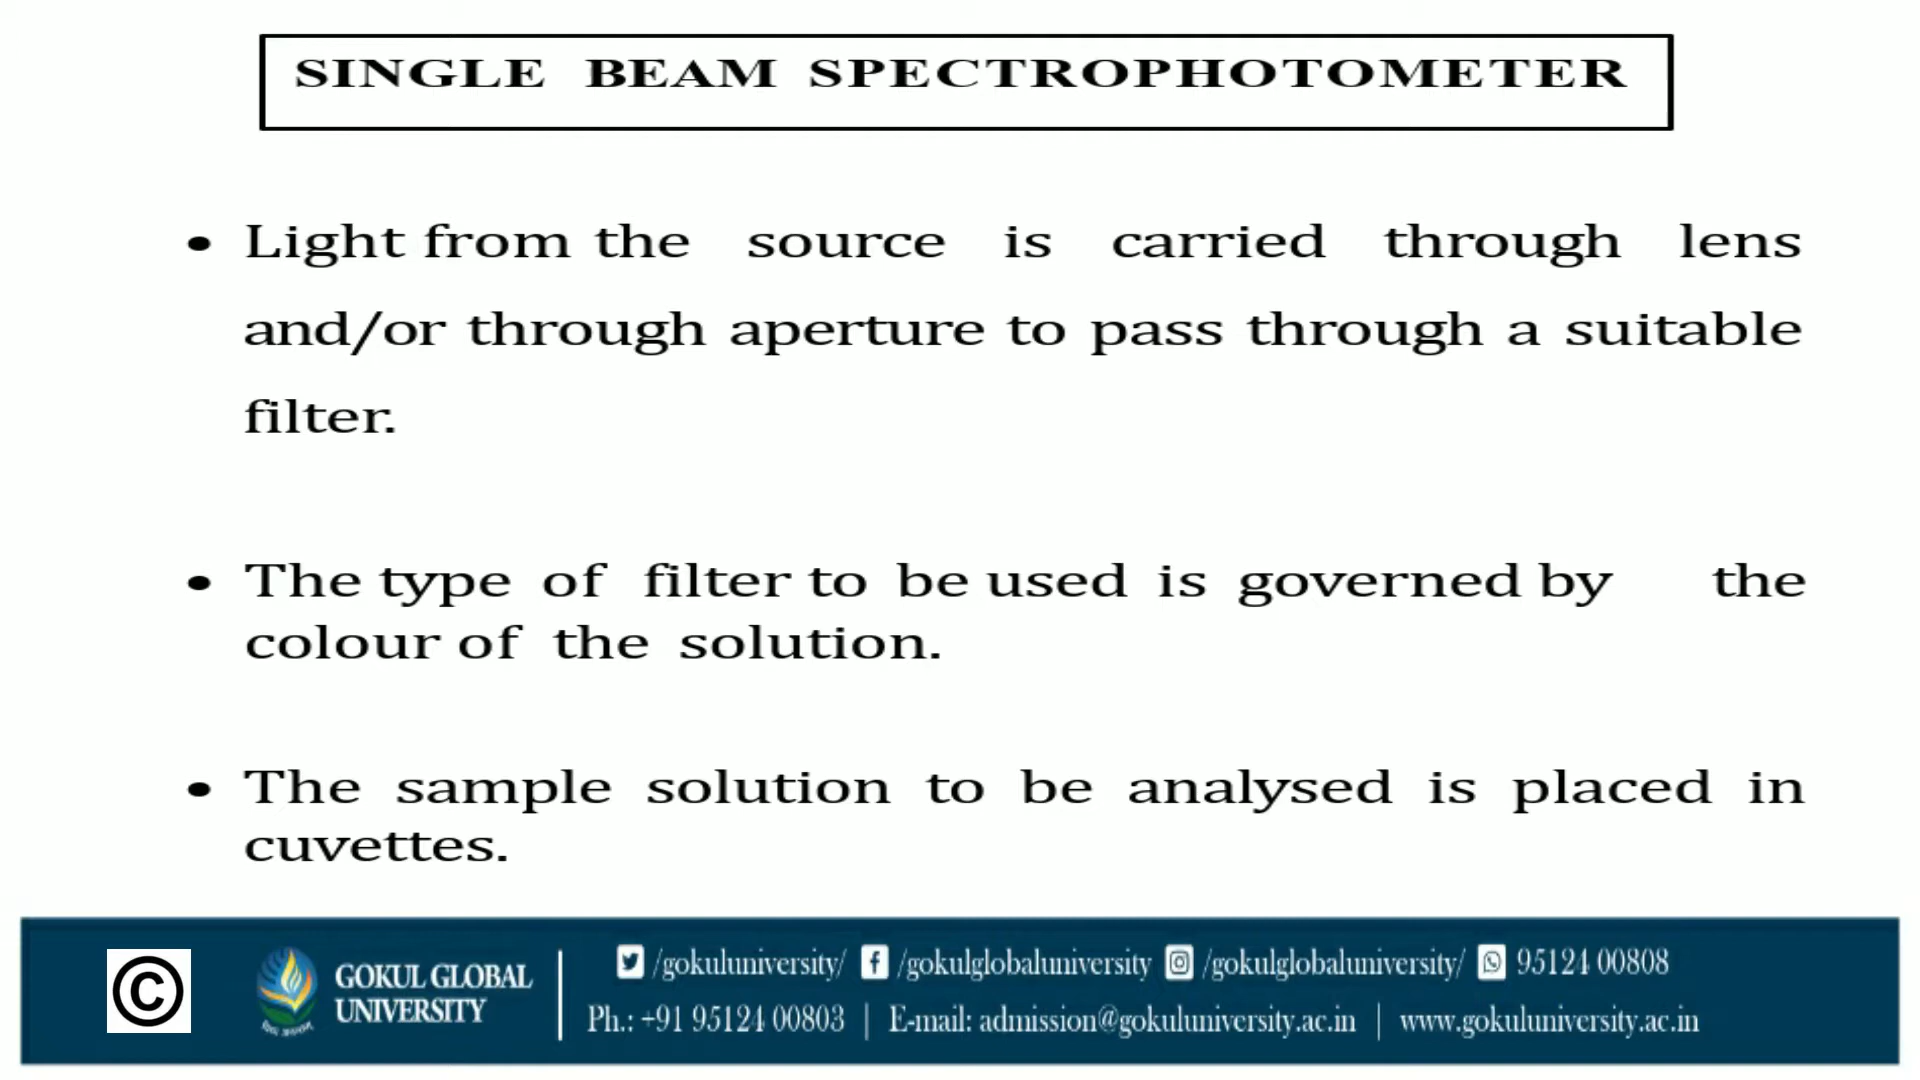 SINGLE BEAM SPECTROPHOTOMETER
• Light from the source is carried through lens
and/or through aperture to pass through a suitable
filter.
• The type of filter to be used is governed by the
colour of the solution.
• The sample solution to be analysed is placed in
cuvettes.
©
GOKUL GLOBAL
UNIVERSITY
/gokuluniversity/ /gokulglobaluniversity /gokulglobaluniversity/ 95124 00808
Ph.: +91 95124 00803 | E-mail: admission@gokuluniversity.ac.in | www.gokuluniversity.ac.in